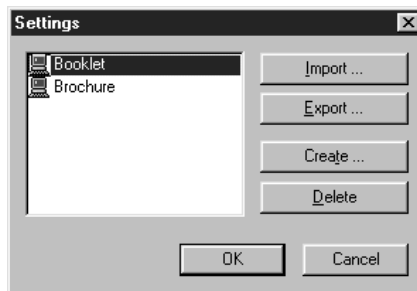 Settings
Booklet
Brochure
Import ...
Export ...
Create ...
Delete
OK
Cancel